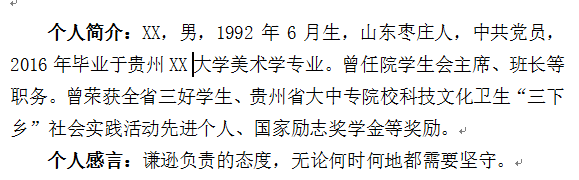 个人简介：XX，男，1992 年 6 月生，山东枣庄人，中共党员，
2016 年毕业于贵州 XX 大学美术学专业。曾任院学生会主席、班长等
职务。曾荣获全省三好学生、贵州省大中专院校科技文化卫生“三下
乡”社会实践活动先进个人、国家励志奖学金等奖励。
个人感言：谦逊负责的态度，无论何时何地都需要坚守。